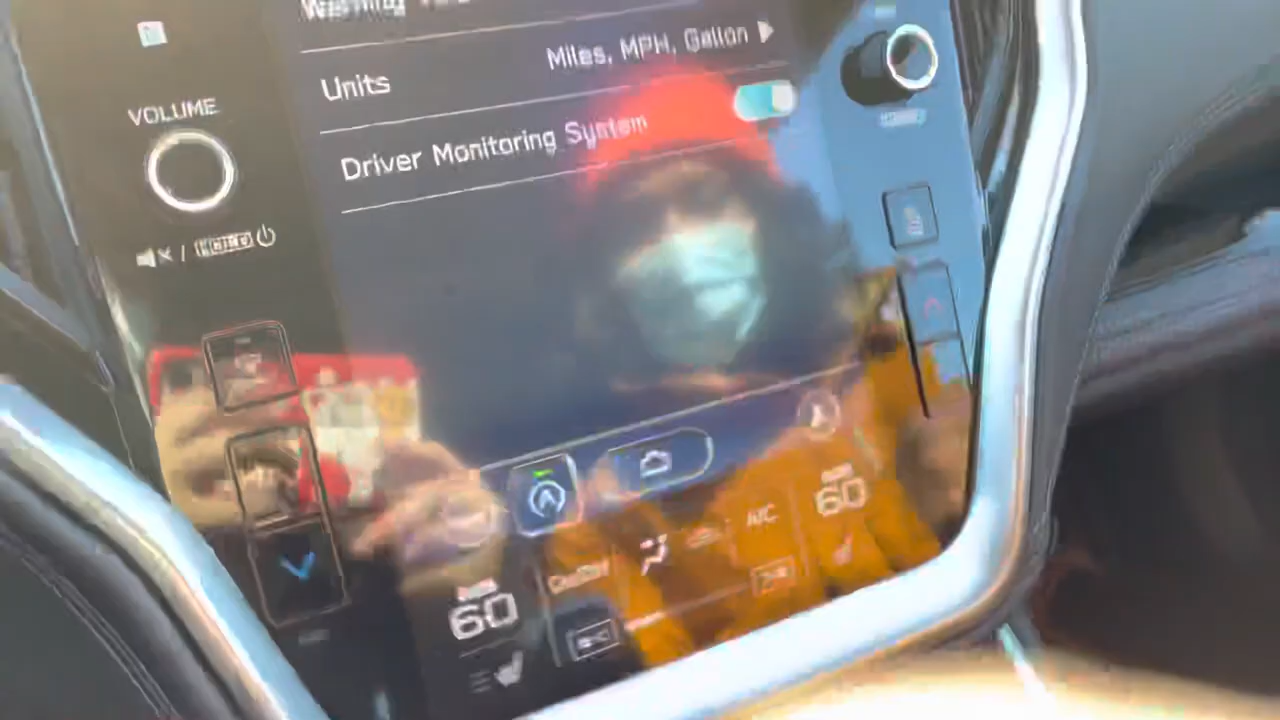 Miles, MPH, Gallon
Units
VOLUME
Driver Monitoring System
/
A/C
60
60